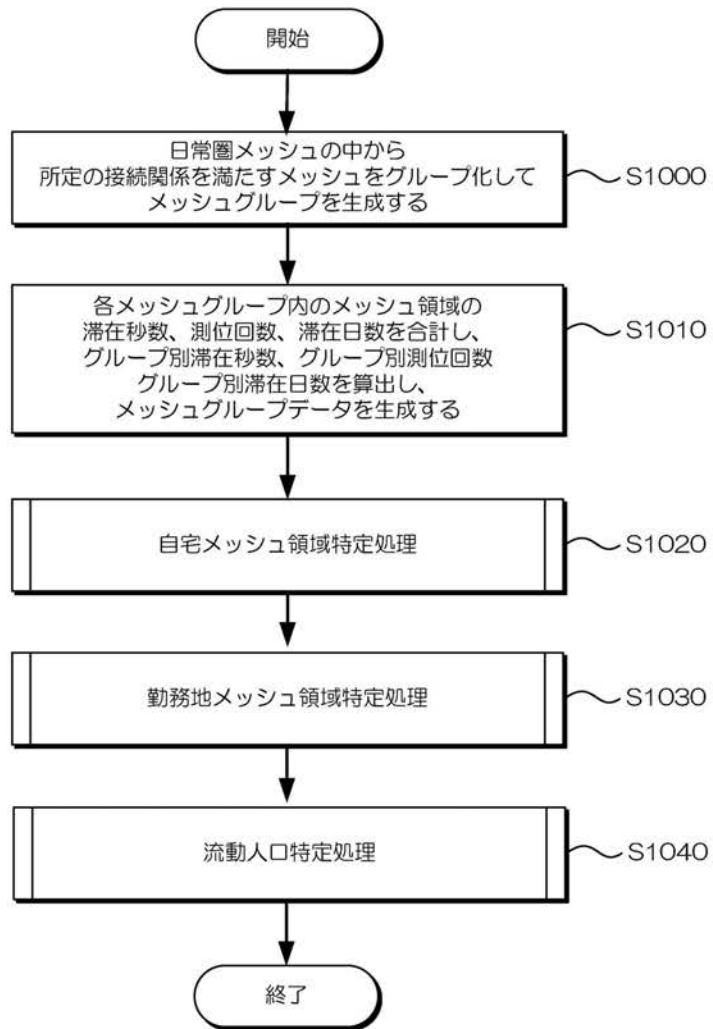 開始
日常圏メッシュの中から
所定の接続関係を満たすメッシュをグループ化して
メッシュグループを生成する
S1000
各メッシュグループ内のメッシュ領域の
滞在秒数、測位回数、滞在日数を合計し、
グループ別滞在秒数、グループ別測位回数
グループ別滞在日数を算出し、
メッシュグループデータを生成する
S1010
自宅メッシュ領域特定処理
S1020
勤務地メッシュ領域特定処理
S1030
流動人口特定処理
S1040
終了